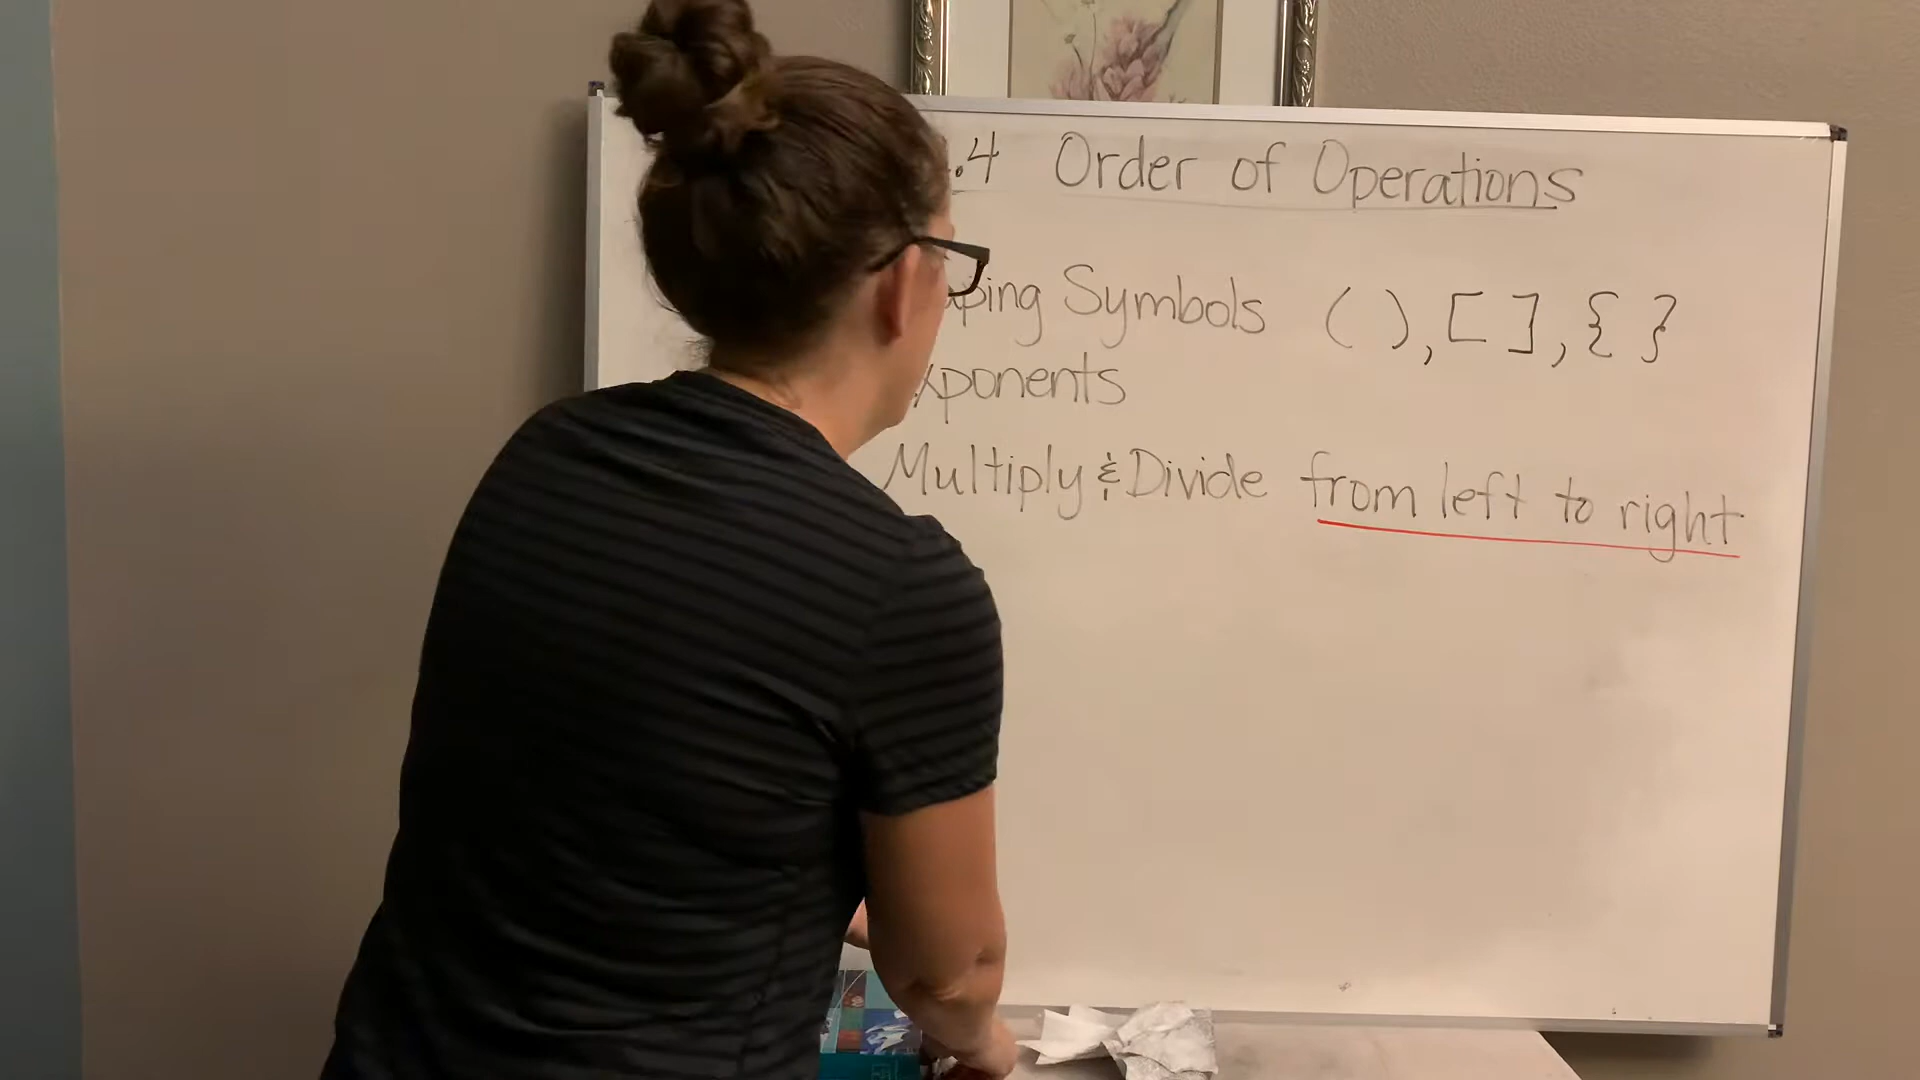 .4 Order of Operations
ping Symbols ( ), [ ], { }
xponents
Multiply & Divide from left to right